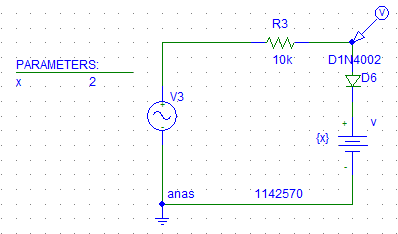 V
R3
10k
D1N4002
PARAMETERS:
x 2
D6
V3
+
-
+
v
{x}
-
anas
1142570